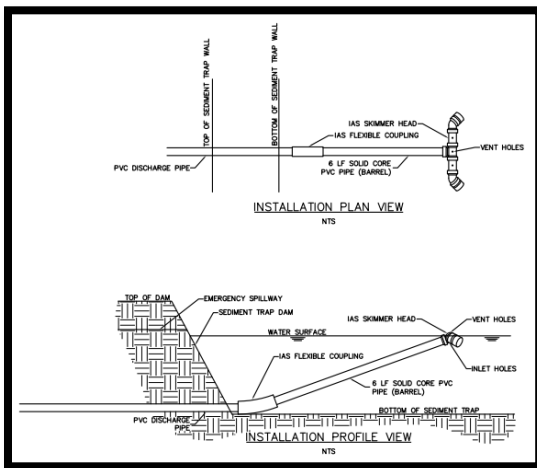 TOP OF SEDIMENT TRAP WALL
BOTTOM OF SEDIMENT TRAP WALL
IAS SKIMMER HEAD
IAS FLEXIBLE COUPLING
VENT HOLES
PVC DISCHARGE PIPE
6 LF SOLID CORE
PVC PIPE (BARREL)
INSTALLATION PLAN VIEW
NTS
TOP OF DAM
EMERGENCY SPILLWAY
SEDIMENT TRAP DAM
WATER SURFACE
IAS SKIMMER HEAD
VENT HOLES
IAS FLEXIBLE COUPLING
INLET HOLES
6 LF SOLID CORE PVC
PIPE (BARREL)
BOTTOM OF SEDIMENT TRAP
PVC DISCHARGE
PIPE
INSTALLATION PROFILE VIEW
NTS